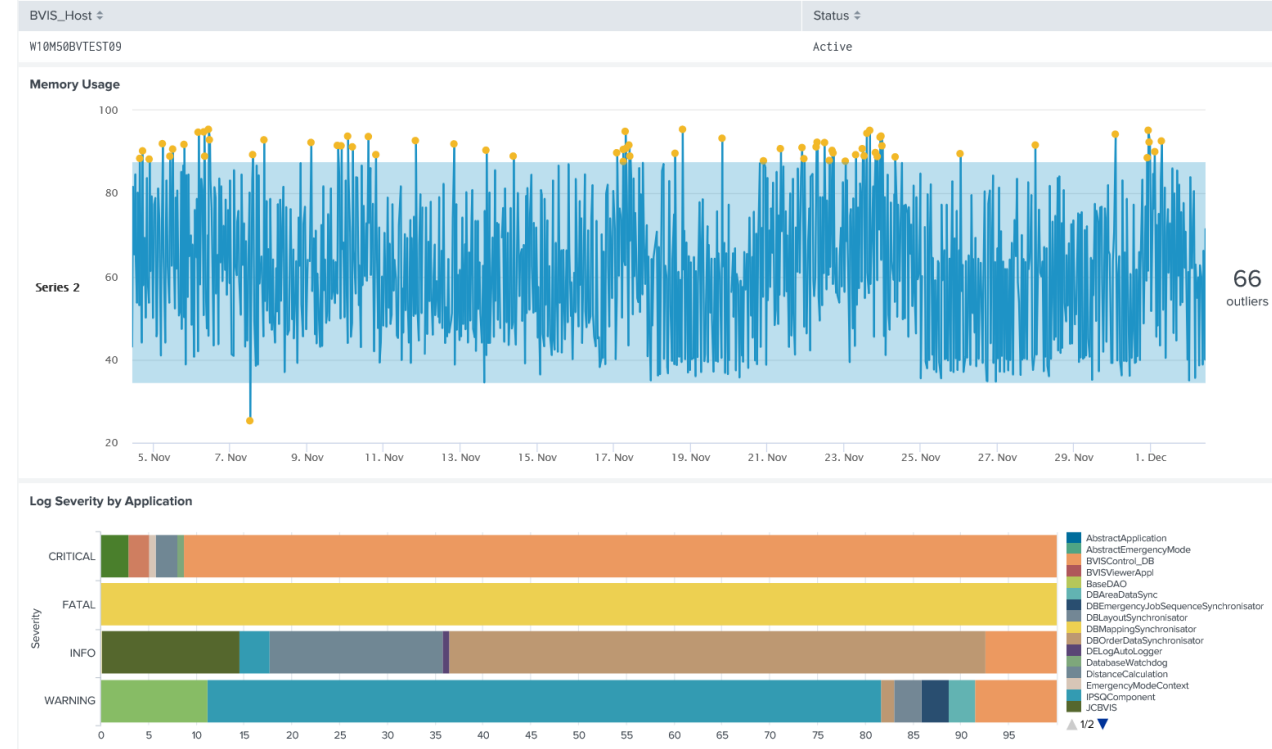 BVIS_Host Status
W10M50BVTEST09 Active
Memory Usage
100
80
60
40
20
Series 2
66
outliers
5. Nov 7. Nov 9. Nov 11. Nov 13. Nov 15. Nov 17. Nov 19. Nov 21. Nov 23. Nov 25. Nov 27. Nov 29. Nov 1. Dec
Log Severity by Application
Severity
CRITICAL
FATAL
INFO
WARNING
0 5 10 15 20 25 30 35 40 45 50 55 60 65 70 75 80 85 90 95
AbstractApplication
AbstractEmergencyMode
BVISControl_DB
BVISViewerAppl
BaseDAO
DBAreaDataSync
DBEmergencyJobSequenceSynchronisator
DBLayoutSynchronisator
DBMappingSynchronisator
DBOrderDataSynchronisator
DELogAutoLogger
DatabaseWatchdog
DistanceCalculation
EmergencyModeContext
IPSQComponent
JCBVIS
1/2